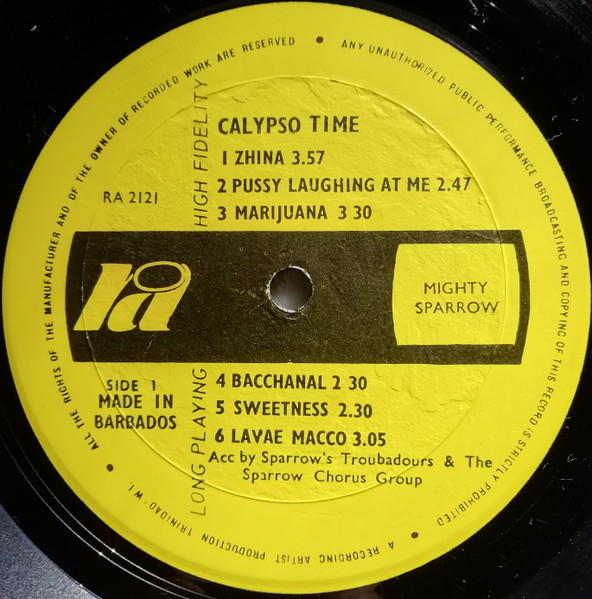 ALL THE RIGHTS OF THE MANUFACTURER AND OF THE OWNER OF RECORDED WORK ARE RESERVED • ANY UNAUTHORIZED PUBLIC PERFORMANCE BROADCASTING AND COPYING OF THIS RECORD IS STRICTLY PROHIBITED
HIGH FIDELITY
CALYPSO TIME
1 ZHINA 3.57
RA 2121
2 PUSSY LAUGHING AT ME 2.47
3 MARIJUANA 3 30
ra
MIGHTY
SPARROW
LONG PLAYING
SIDE 1
MADE IN
BARBADOS
4 BACCHANAL 2 30
5 SWEETNESS 2.30
6 LAVAE MACCO 3.05
Acc by Sparrow's Troubadours & The
Sparrow Chorus Group
• A RECORDING ARTIST PRODUCTION TRINIDAD W.I. •